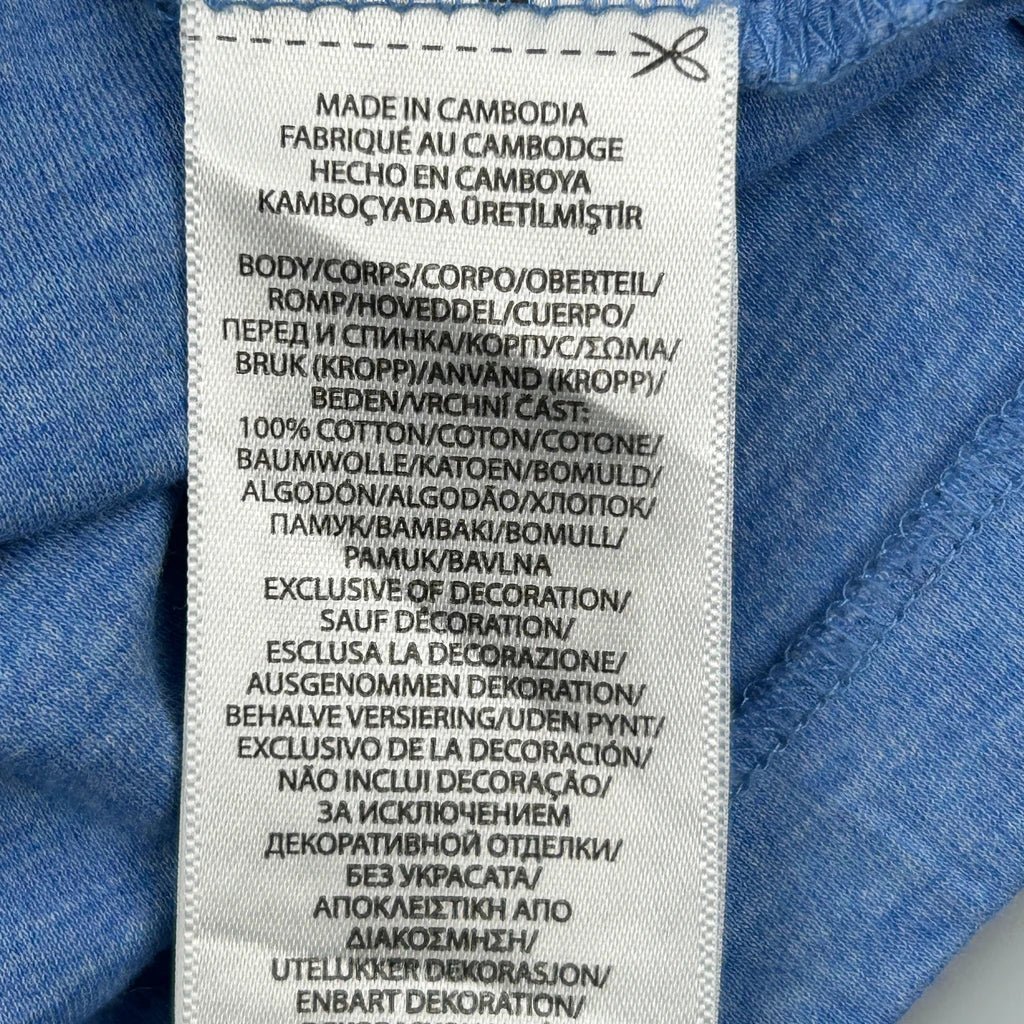 MADE IN CAMBODIA
FABRIQUÉ AU CAMBODGE
HECHO EN CAMBOYA
KAMBOÇYA'DA ÜRETİLMİŞTİR
BODY/CORPS/CORPO/OBERTEIL/
ROMP/HOVEDDEL/CUERPO/
ПЕРЕД И СПИНКА/КОРПУС/ΣΩΜΑ/
BRUK (KROPP)/ANVÄND (KROPP)/
BEDEN/VRCHNÍ ČÁST:
100% COTTON/COTON/COTONE/
BAUMWOLLE/KATOEN/BOMULD/
ALGODÓN/ALGODÃO/ХЛОПОК/
ПАМУК/ΒΑΜΒΑΚΙ/BOMULL/
PAMUK/BAVLNA
EXCLUSIVE OF DECORATION/
SAUF DÉCORATION/
ESCLUSA LA DECORAZIONE/
AUSGENOMMEN DEKORATION/
BEHALVE VERSIERING/UDEN PYNT/
EXCLUSIVO DE LA DECORACIÓN/
NÃO INCLUI DECORAÇÃO/
ЗА ИСКЛЮЧЕНИЕМ
ДЕКОРАТИВНОЙ ОТДЕЛКИ/
БЕЗ УКРАСАТА/
ΑΠΟΚΛΕΙΣΤΙΚΗ ΑΠΟ
ΔΙΑΚΟΣΜΗΣΗ/
UTELUKKER DEKORASJON/
ENBART DEKORATION/